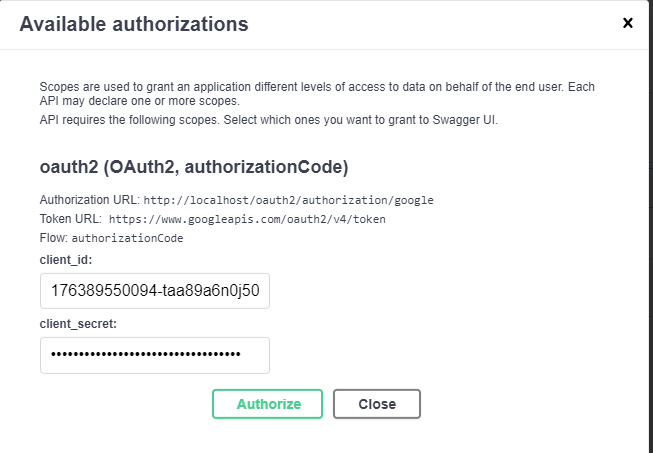 Available authorizations
Scopes are used to grant an application different levels of access to data on behalf of the end user. Each
API may declare one or more scopes.
API requires the following scopes. Select which ones you want to grant to Swagger UI.
oauth2 (OAuth2, authorizationCode)
Authorization URL: http://localhost/oauth2/authorization/google
Token URL: https://www.googleapis.com/oauth2/v4/token
Flow: authorizationCode
client_id:
176389550094-taa89a6n0j50
client_secret:
•••••••••••••••••••••••••••••••••••
Authorize Close